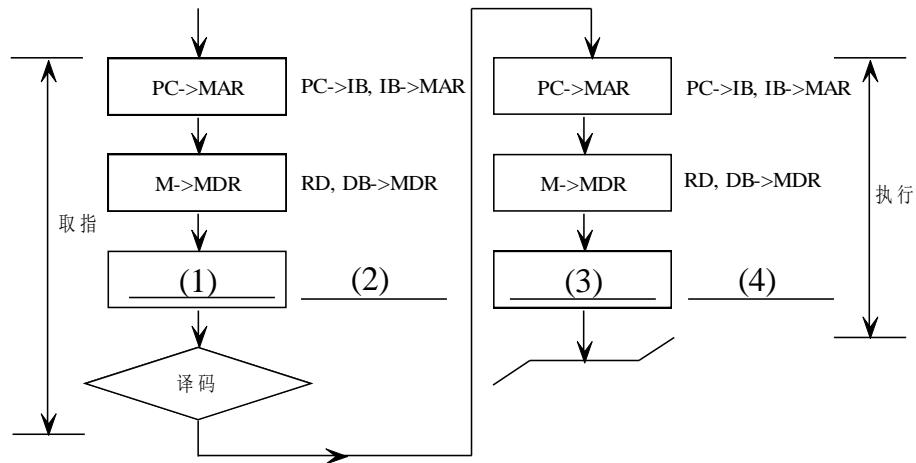 取指
PC->MAR
PC->IB, IB->MAR
M->MDR
RD, DB->MDR
(1)
(2)
译码
PC->MAR
PC->IB, IB->MAR
M->MDR
RD, DB->MDR
(3)
(4)
执行